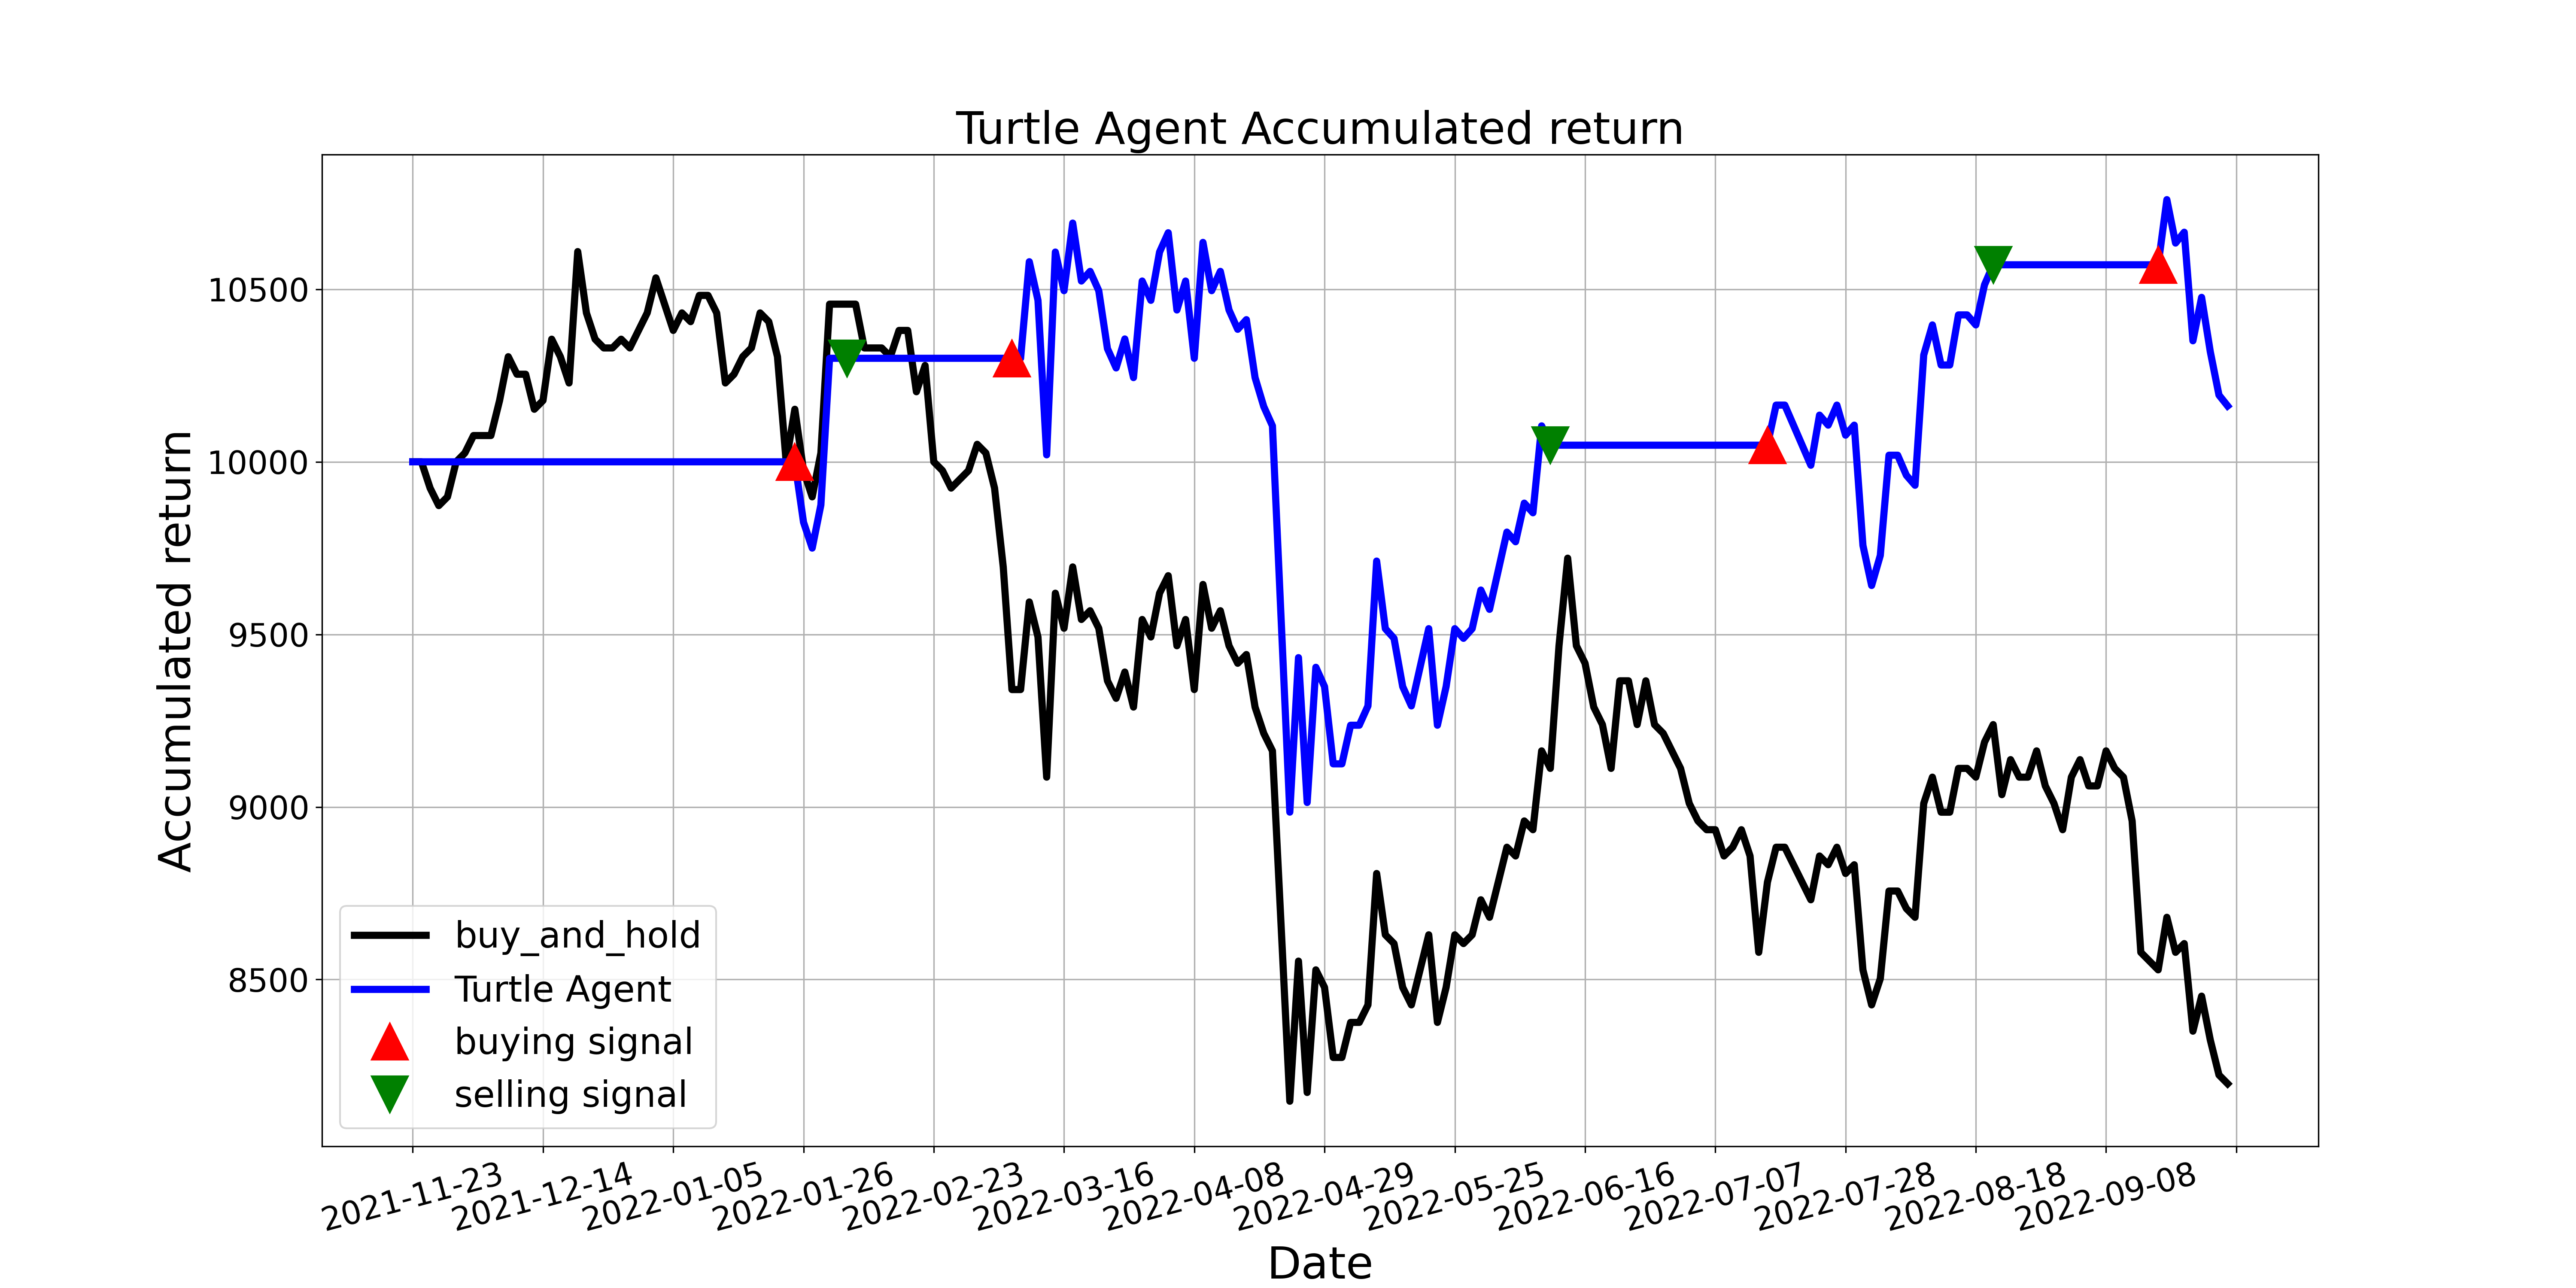 Turtle Agent Accumulated return
Accumulated return
10500
10000
9500
9000
8500
buy_and_hold
Turtle Agent
buying signal
selling signal
2021-11-23
2021-12-14
2022-01-05
2022-01-26
2022-02-23
2022-03-16
2022-04-08
2022-04-29
2022-05-25
2022-06-16
2022-07-07
2022-07-28
2022-08-18
2022-09-08
Date